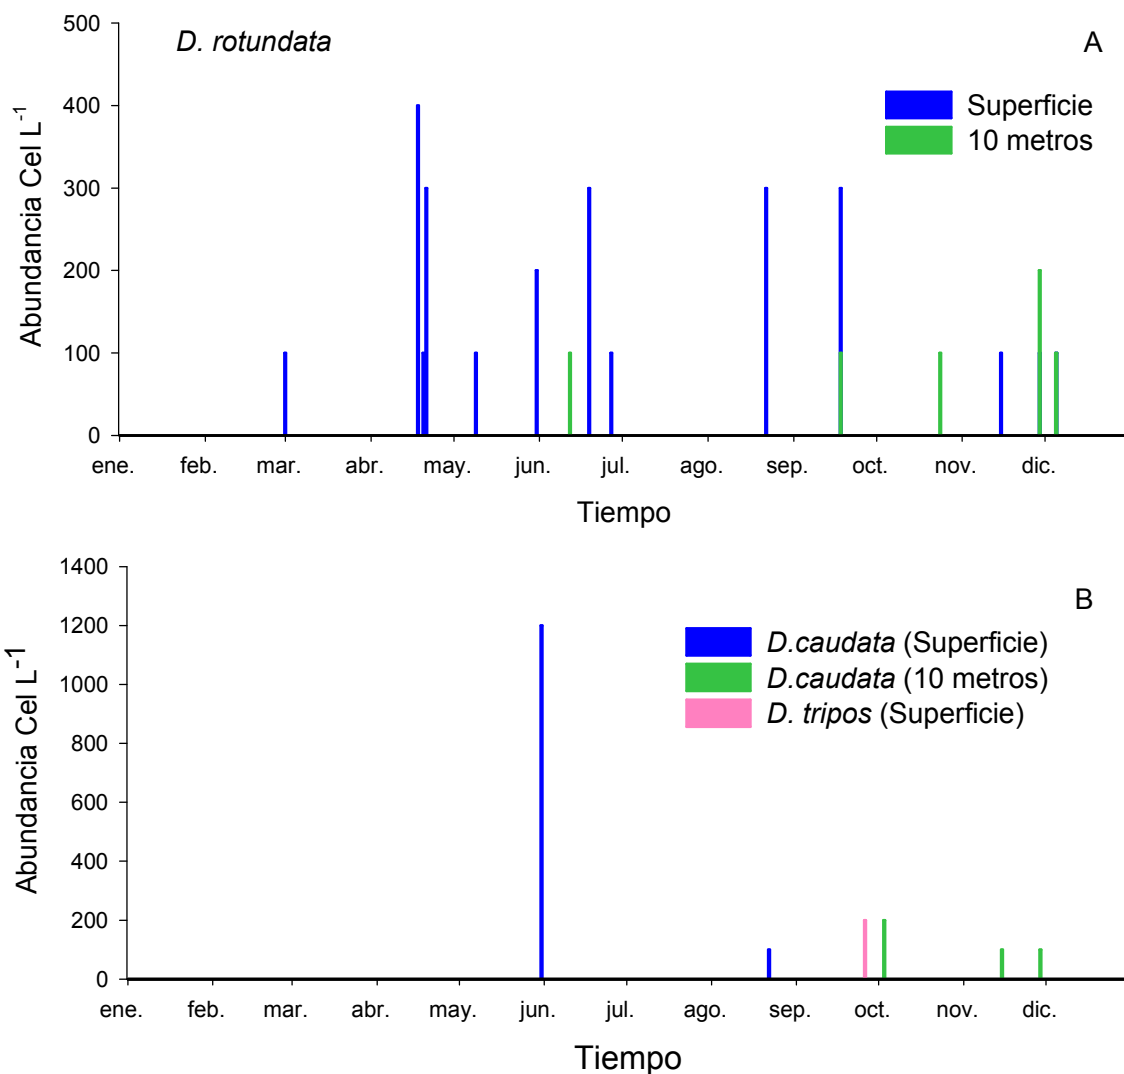 500
D. rotundata
A
400
Superficie
10 metros
300
200
100
0
Abundancia Cel L-1
ene. feb. mar. abr. may. jun. jul. ago. sep. oct. nov. dic.
Tiempo
1400
B
1200
D.caudata (Superficie)
D.caudata (10 metros)
D. tripos (Superficie)
1000
800
600
400
200
0
Abundancia Cel L-1
ene. feb. mar. abr. may. jun. jul. ago. sep. oct. nov. dic.
Tiempo